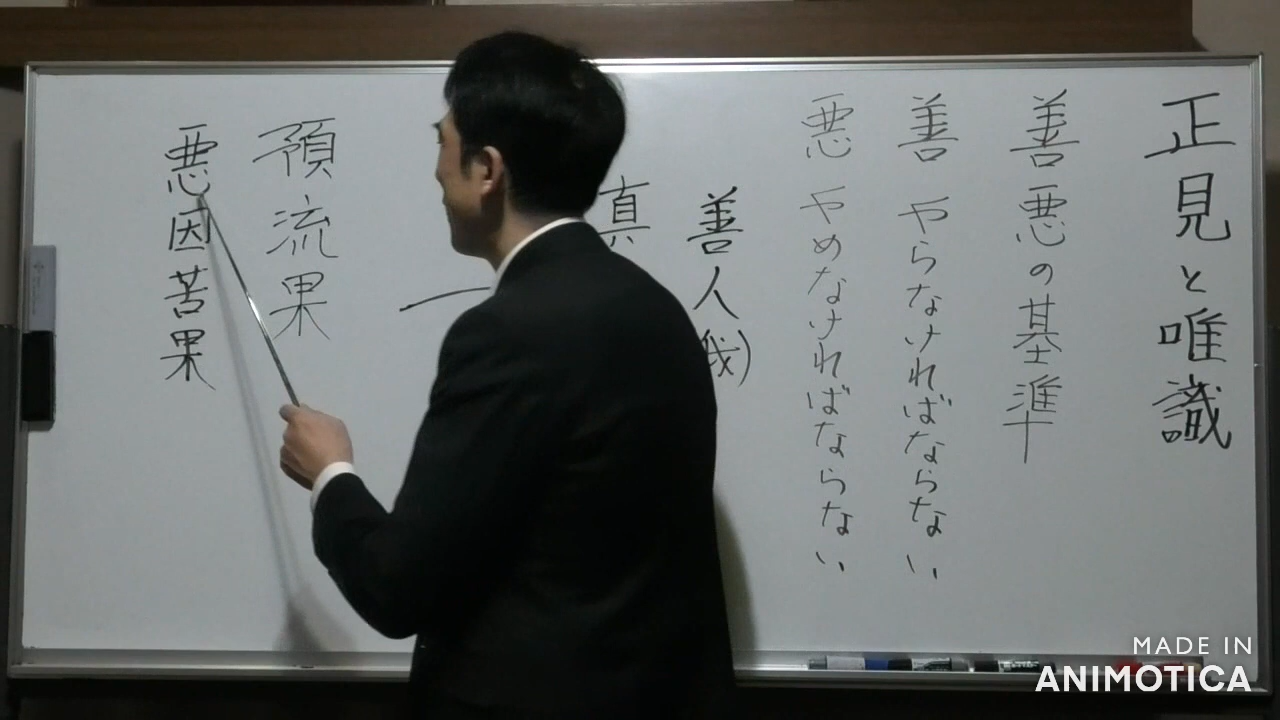 正見と唯識
善悪の基準
善 やらなければならない
悪 やめなければならない
善人(我)
真
預流果
悪因苦果
MADE IN
ANIMOTICA